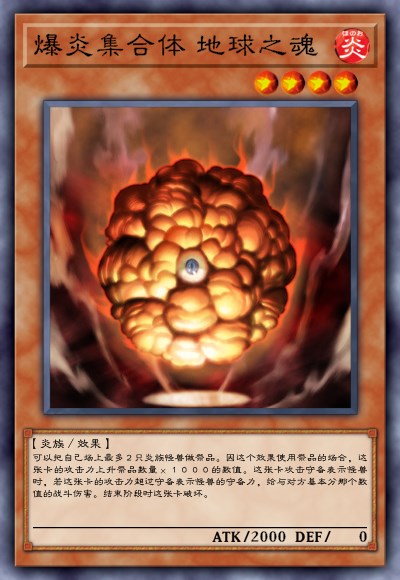 爆炎集合体 地球之魂
ほのお
炎
【炎族／效果】
可以把自己场上最多２只炎族怪兽做祭品。因这个效果使用祭品的场合，这
张卡的攻击力上升祭品数量×１０００的数值。这张卡攻击守备表示怪兽
时，若这张卡的攻击力超过守备表示怪兽的守备力，给与对方基本分那个数
值的战斗伤害。结束阶段时这张卡破坏。
ATK/2000 DEF/ 0